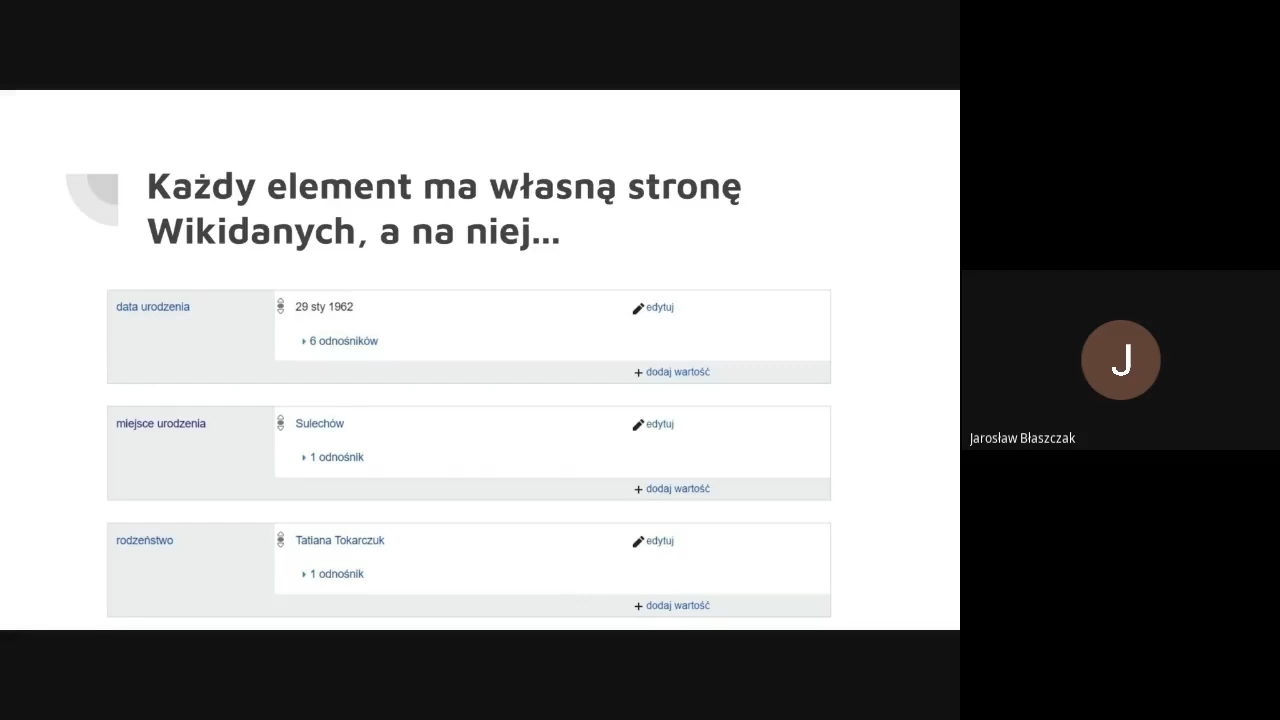 Każdy element ma własną stronę
Wikidanych, a na niej...
data urodzenia
29 sty 1962
edytuj
6 odnośników
+ dodaj wartość
miejsce urodzenia
Sulechów
edytuj
1 odnośnik
+ dodaj wartość
rodzeństwo
Tatiana Tokarczuk
edytuj
1 odnośnik
+ dodaj wartość
J
Jarosław Błaszczak